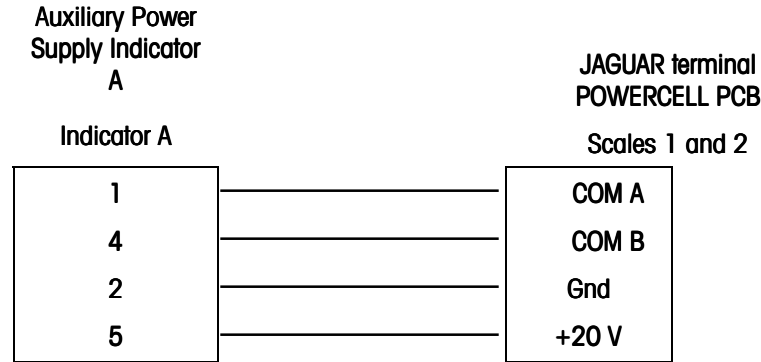 Auxiliary Power
Supply Indicator
A
JAGUAR terminal
POWERCELL PCB
Indicator A
Scales 1 and 2
1
COM A
4
COM B
2
Gnd
5
+20 V